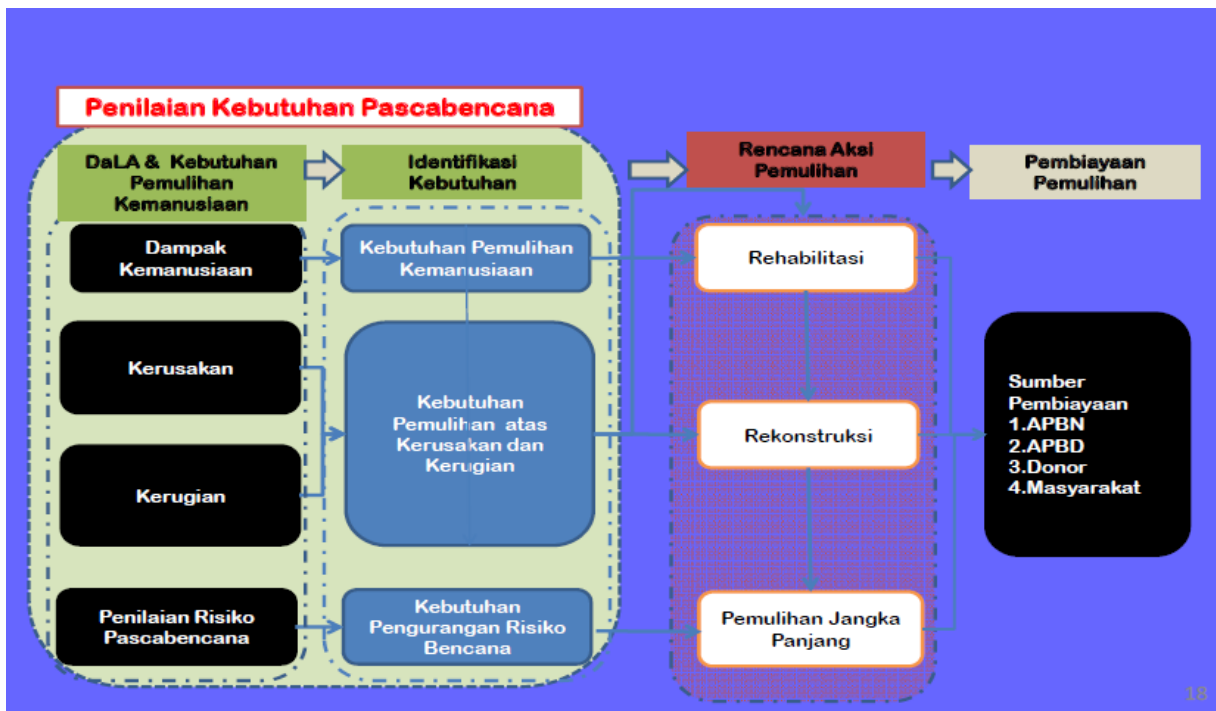 Penilaian Kebutuhan Pascabencana
DaLA & Kebutuhan
Pemulihan
Kemanusiaan
Identifikasi
Kebutuhan
Rencana Aksi
Pemulihan
Pembiayaan
Pemulihan
Dampak
Kemanusiaan
Kebutuhan Pemulihan
Kemanusiaan
Rehabilitasi
Kerusakan
Kerugian
Kebutuhan
Pemulihan atas
Kerusakan dan
Kerugian
Rekonstruksi
Sumber
Pembiayaan
1.APBN
2.APBD
3.Donor
4.Masyarakat
Penilaian Risiko
Pascabencana
Kebutuhan
Pengurangan Risiko
Bencana
Pemulihan Jangka
Panjang
18